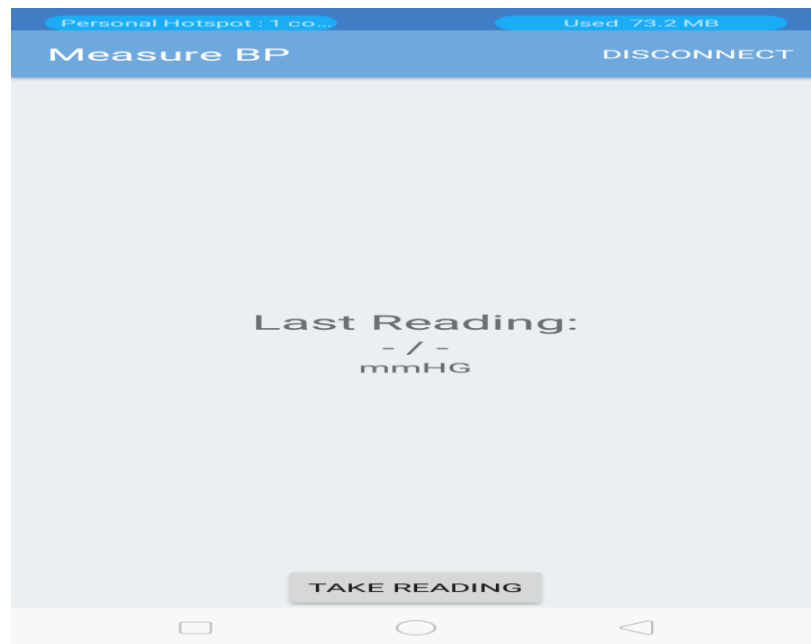 Personal Hotspot : 1 co... Used 73.2 MB
Measure BP DISCONNECT
Last Reading:
- / -
mmHG
TAKE READING